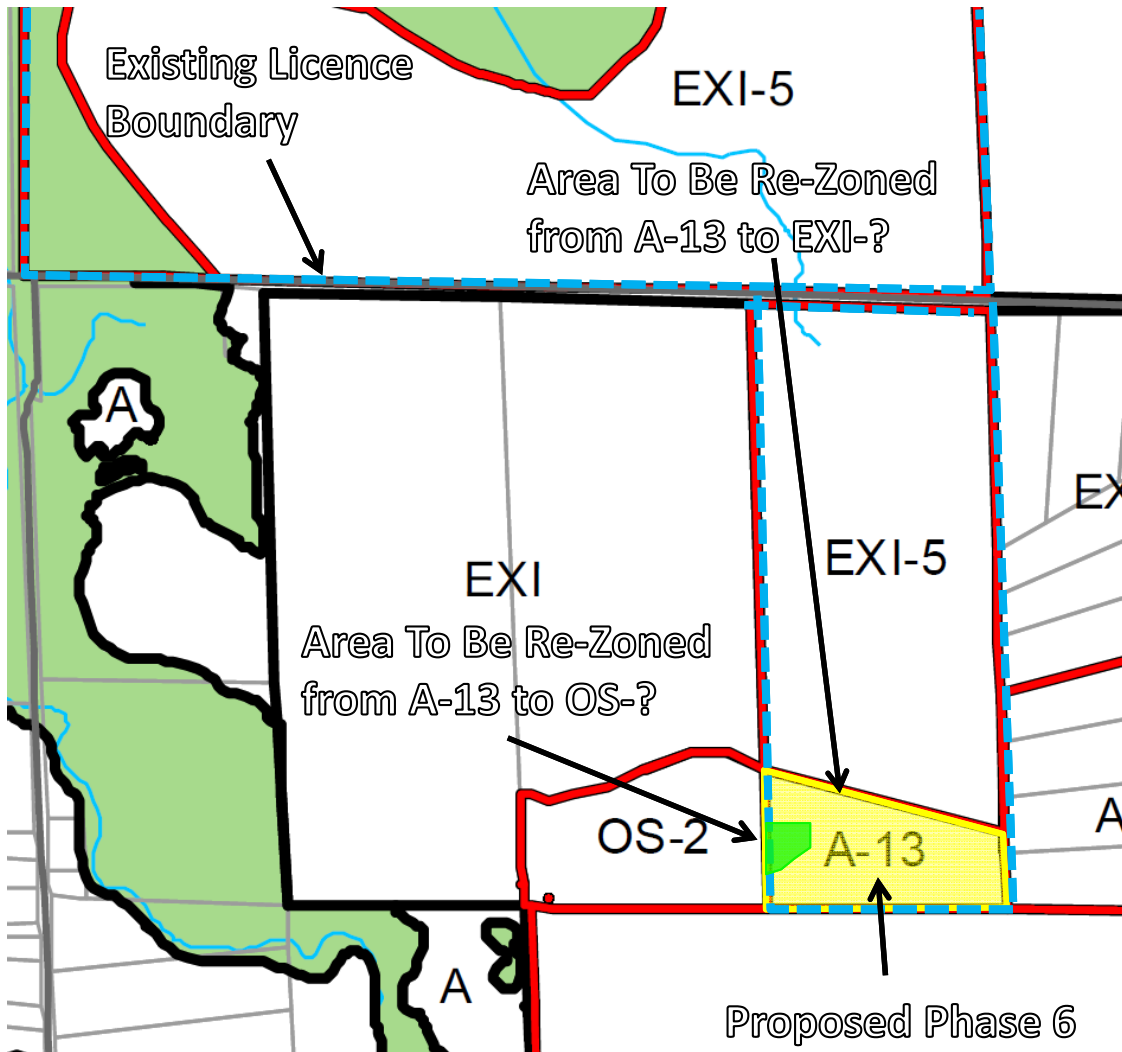 Existing Licence
Boundary
EXI-5
Area To Be Re-Zoned
from A-13 to EXI-?
A
EX
EXI-5
EXI
Area To Be Re-Zoned
from A-13 to OS-?
OS-2
A-13
A
A
Proposed Phase 6